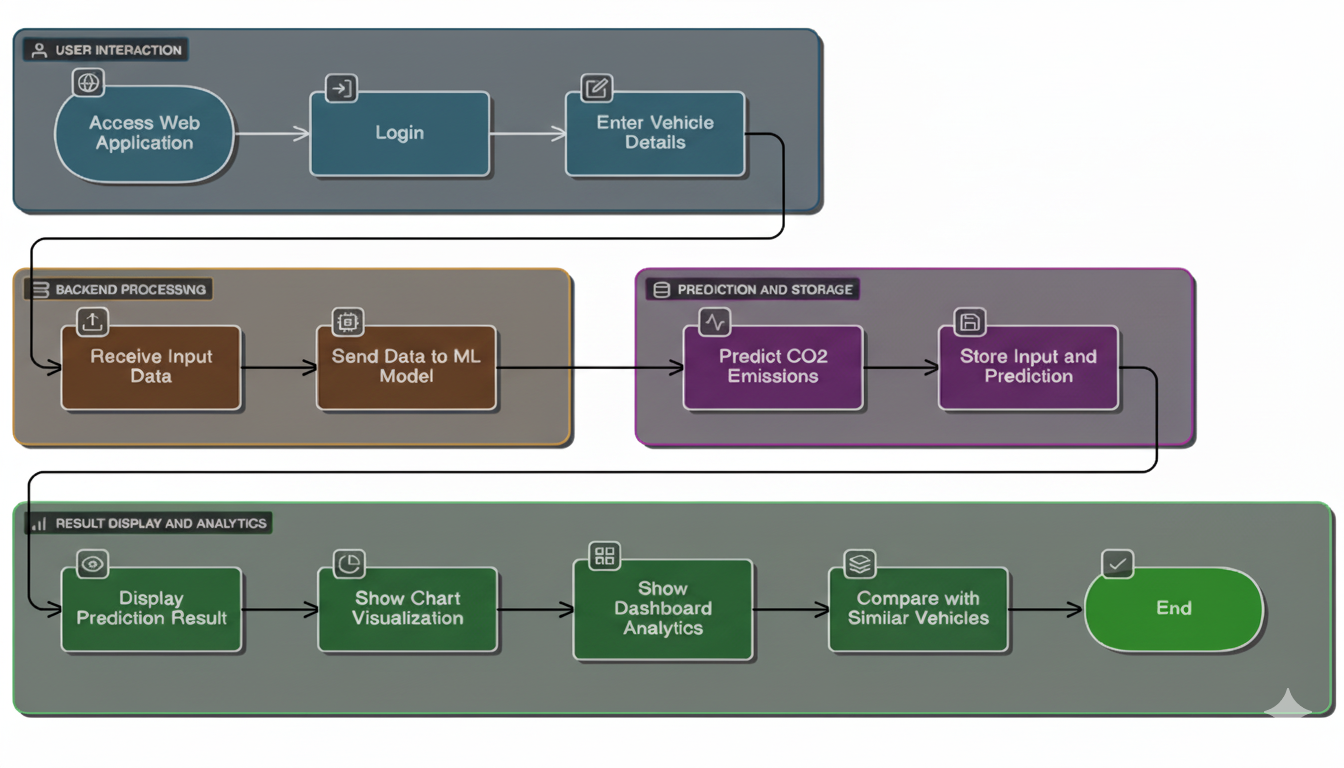 USER INTERACTION
Access Web
Application
Login
Enter Vehicle
Details
BACKEND PROCESSING
Receive Input
Data
Send Data to ML
Model
PREDICTION AND STORAGE
Predict CO2
Emissions
Store Input and
Prediction
RESULT DISPLAY AND ANALYTICS
Display
Prediction Result
Show Chart
Visualization
Show
Dashboard
Analytics
Compare with
Similar Vehicles
End